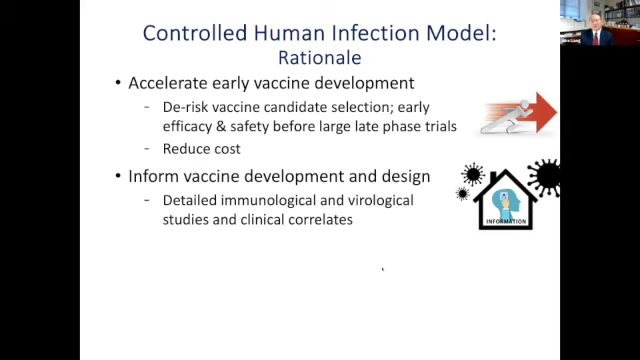 Controlled Human Infection Model:
Rationale
• Accelerate early vaccine development
- De-risk vaccine candidate selection; early
efficacy & safety before large late phase trials
- Reduce cost
• Inform vaccine development and design
- Detailed immunological and virological
studies and clinical correlates
INFORMATION